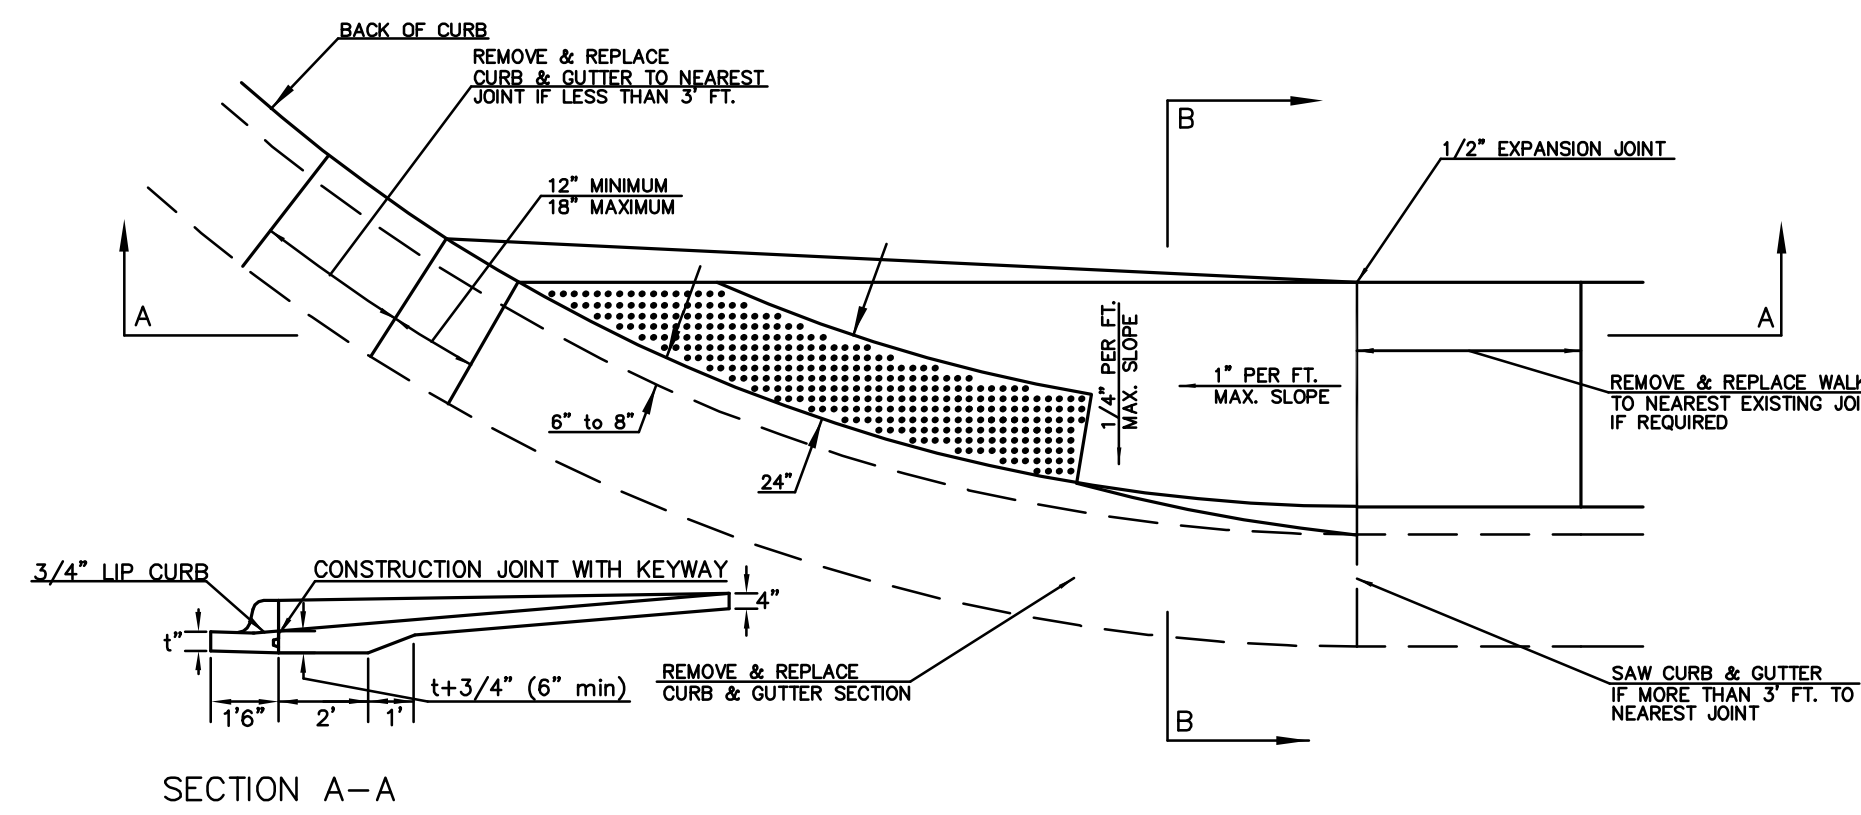 BACK OF CURB
REMOVE & REPLACE
CURB & GUTTER TO NEAREST
JOINT IF LESS THAN 3' FT.
12" MINIMUM
18" MAXIMUM
B
1/2" EXPANSION JOINT
A
A
1/4" PER FT.
MAX. SLOPE
1" PER FT.
MAX. SLOPE
REMOVE & REPLACE WALK
TO NEAREST EXISTING
IF REQUIRED
6" to 8"
24"
3/4" LIP CURB
CONSTRUCTION JOINT WITH KEYWAY
4"
t"
t+3/4" (6" min)
1'6"
2'
1'
REMOVE & REPLACE
CURB & GUTTER SECTION
SAW CURB & GUTTER
IF MORE THAN 3' FT. TO
NEAREST JOINT
B
SECTION A-A